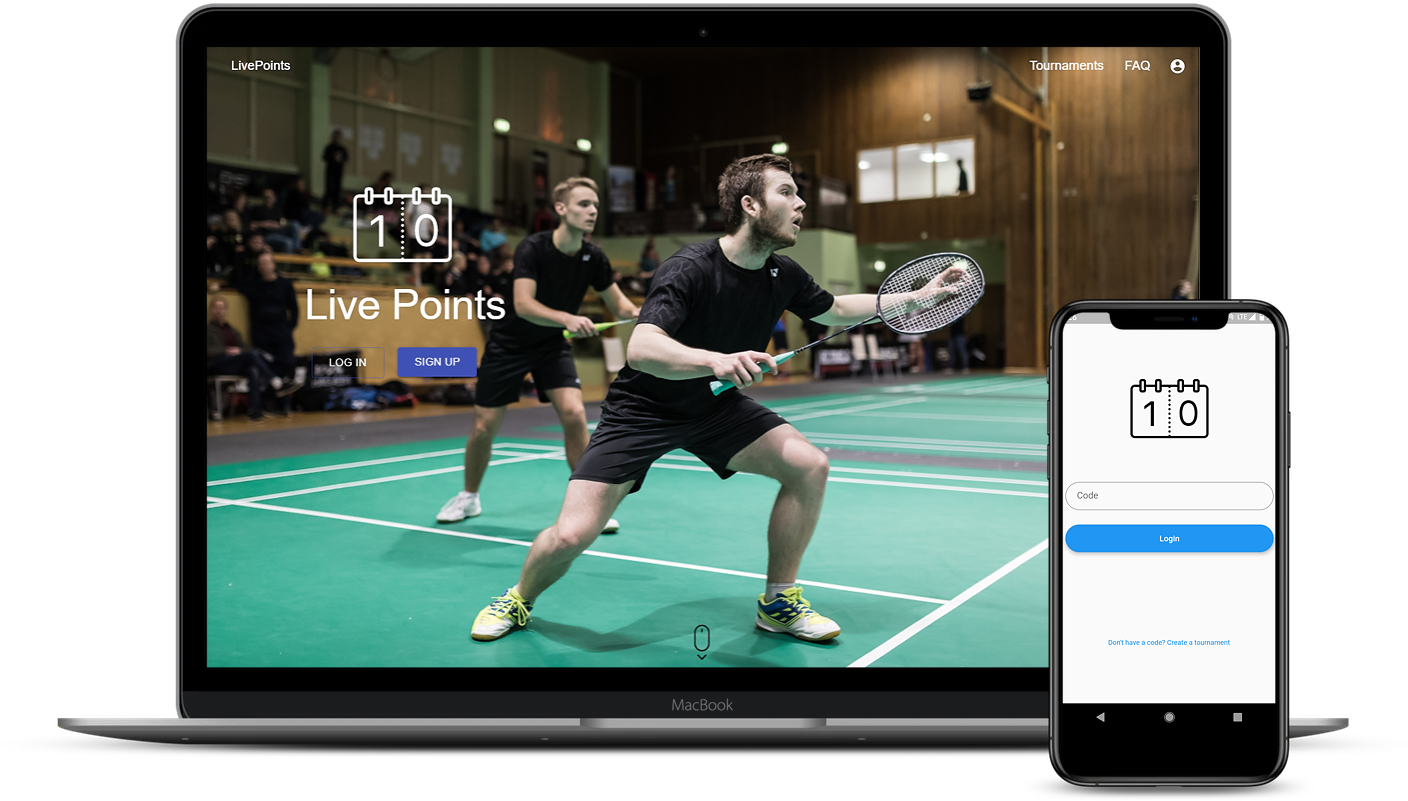 LivePoints
Tournaments FAQ
1 0
Live Points
LOG IN SIGN UP
MacBook
LTE
1 0
Code
Login
Don't have a code? Create a tournament